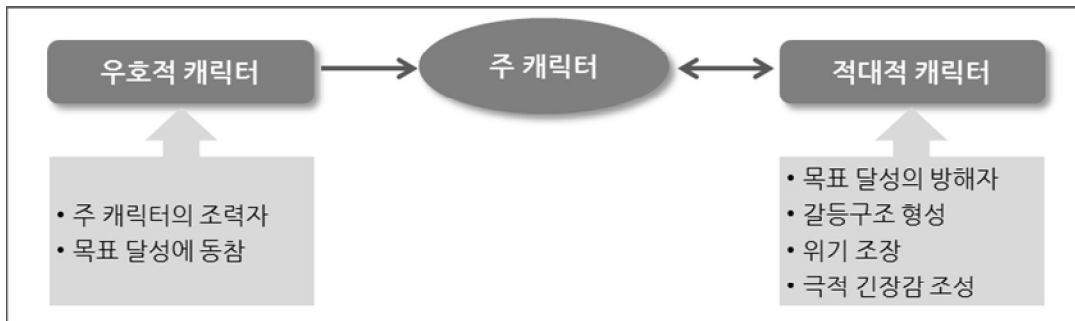 우호적 캐릭터
주 캐릭터
적대적 캐릭터
• 주 캐릭터의 조력자
• 목표 달성에 동참
• 목표 달성의 방해자
• 갈등구조 형성
• 위기 조장
• 극적 긴장감 조성